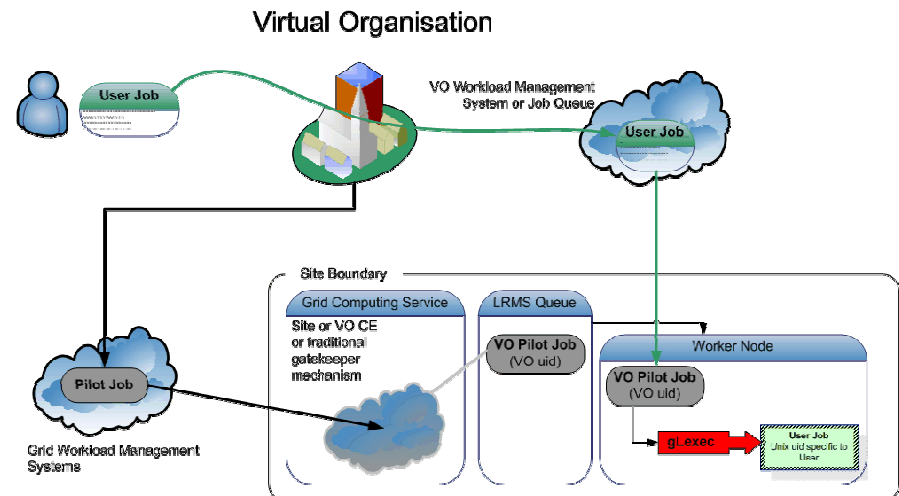 Virtual Organisation
User Job
VO Workload Management
System or Job Queue
User Job
Site Boundary
Grid Computing Service
Site or VO CE
or traditional
gatekeeper
mechanism
LRMS Queue
VO Pilot Job
(VO uid)
Worker Node
VO Pilot Job
(VO uid)
gLexec
User Job
Unix uid specific to
User
Pilot Job
Grid Workload Management
Systems